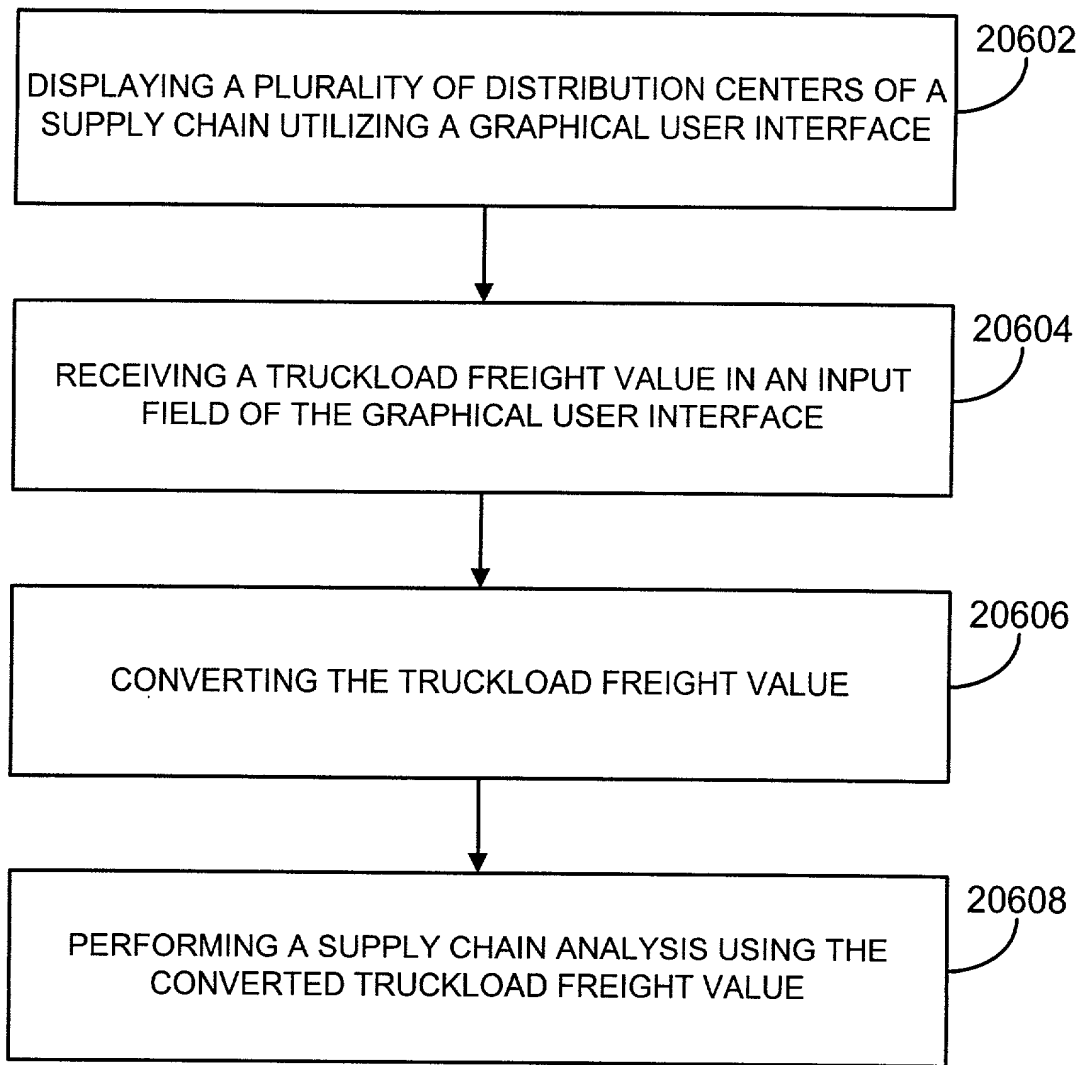 20602
DISPLAYING A PLURALITY OF DISTRIBUTION CENTERS OF A
SUPPLY CHAIN UTILIZING A GRAPHICAL USER INTERFACE
20604
RECEIVING A TRUCKLOAD FREIGHT VALUE IN AN INPUT
FIELD OF THE GRAPHICAL USER INTERFACE
20606
CONVERTING THE TRUCKLOAD FREIGHT VALUE
20608
PERFORMING A SUPPLY CHAIN ANALYSIS USING THE
CONVERTED TRUCKLOAD FREIGHT VALUE